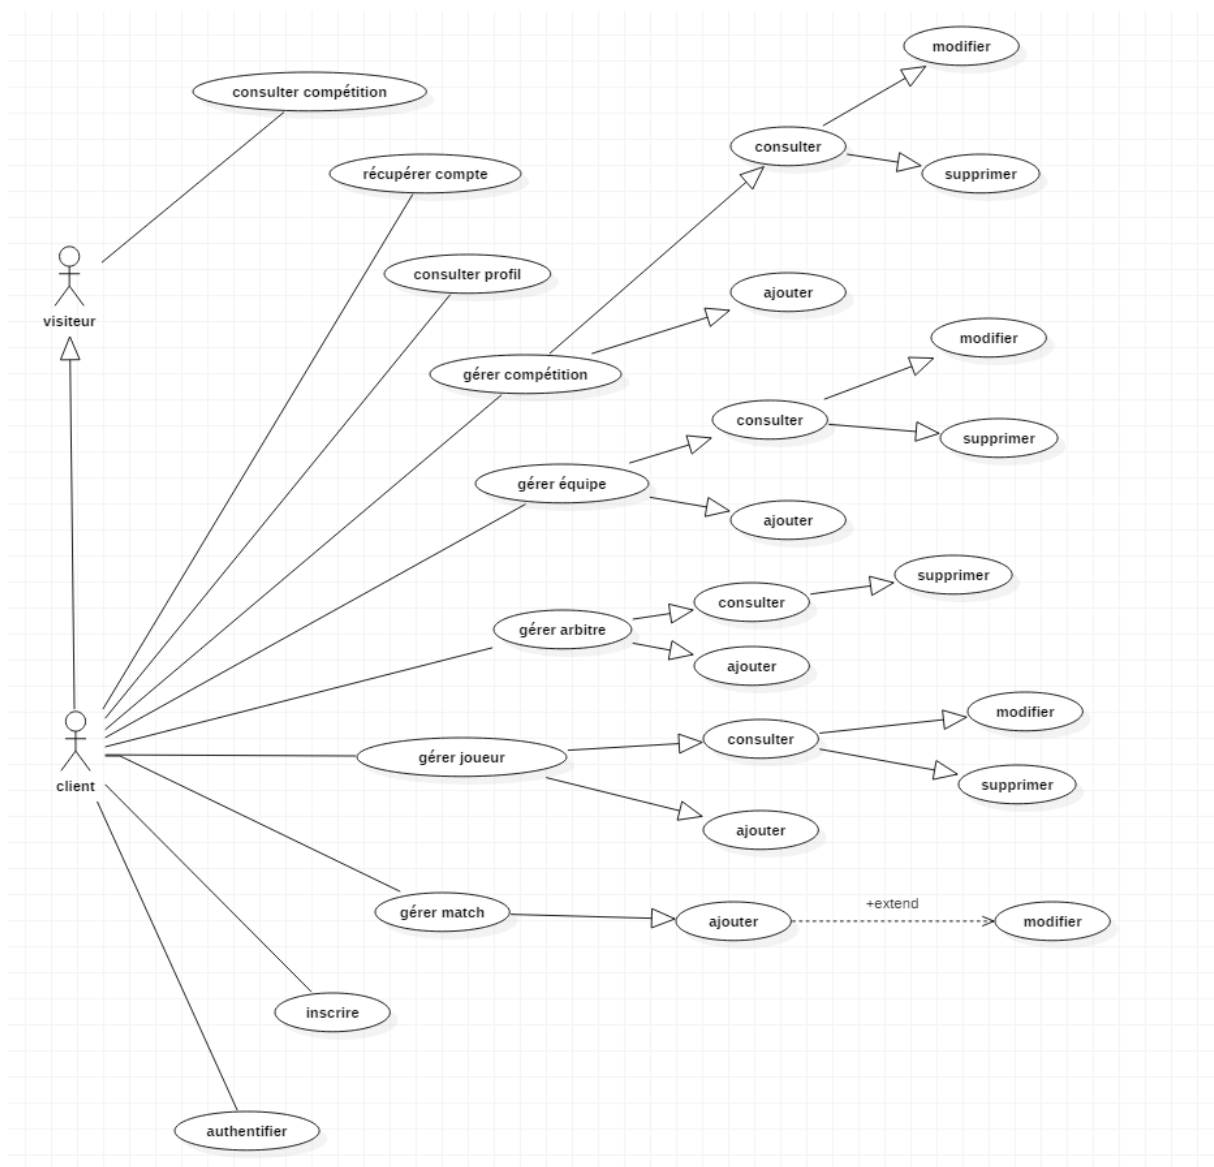 modifier
consulter compétition
consulter
récupérer compte
supprimer
consulter profil
ajouter
visiteur
modifier
gérer compétition
consulter
supprimer
gérer équipe
ajouter
supprimer
consulter
gérer arbitre
ajouter
modifier
consulter
gérer joueur
client
supprimer
ajouter
+extend
gérer match
ajouter
modifier
inscrire
authentifier